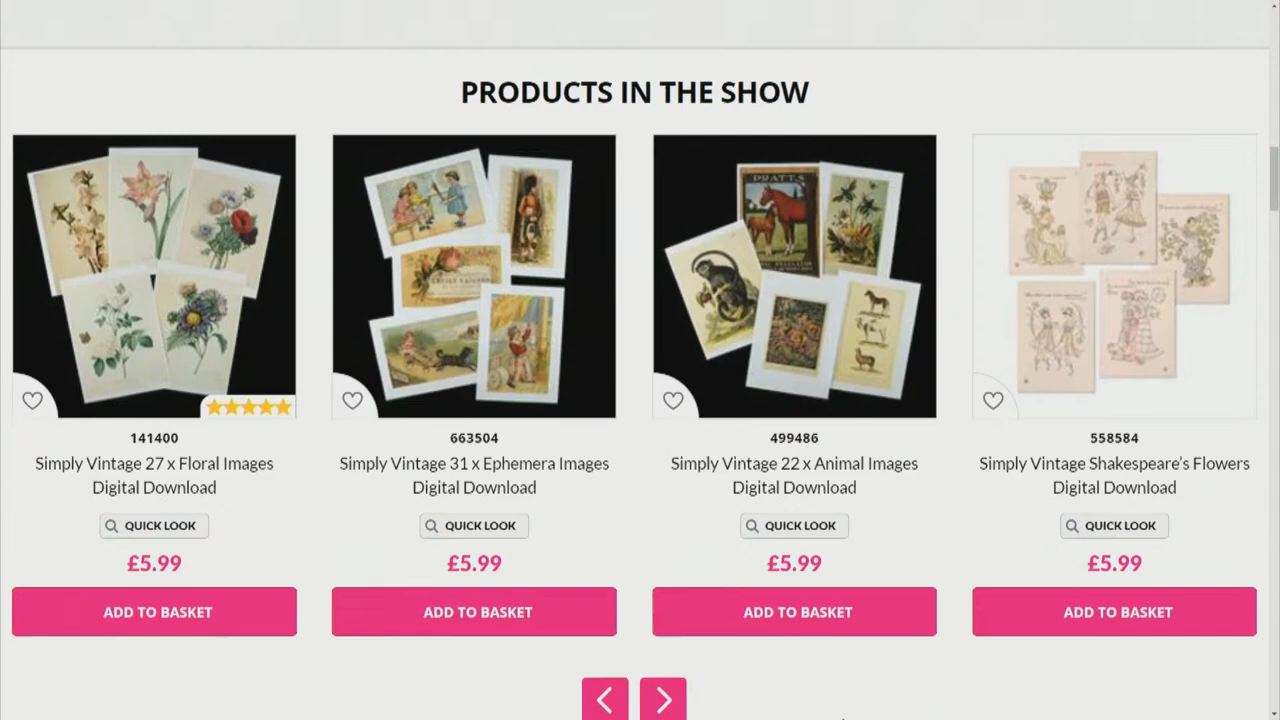 PRODUCTS IN THE SHOW
PRATTS
141400
Simply Vintage 27 x Floral Images
Digital Download
QUICK LOOK
£5.99
ADD TO BASKET
663504
Simply Vintage 31 x Ephemera Images
Digital Download
QUICK LOOK
£5.99
ADD TO BASKET
499486
Simply Vintage 22 x Animal Images
Digital Download
QUICK LOOK
£5.99
ADD TO BASKET
558584
Simply Vintage Shakespeare's Flowers
Digital Download
QUICK LOOK
£5.99
ADD TO BASKET